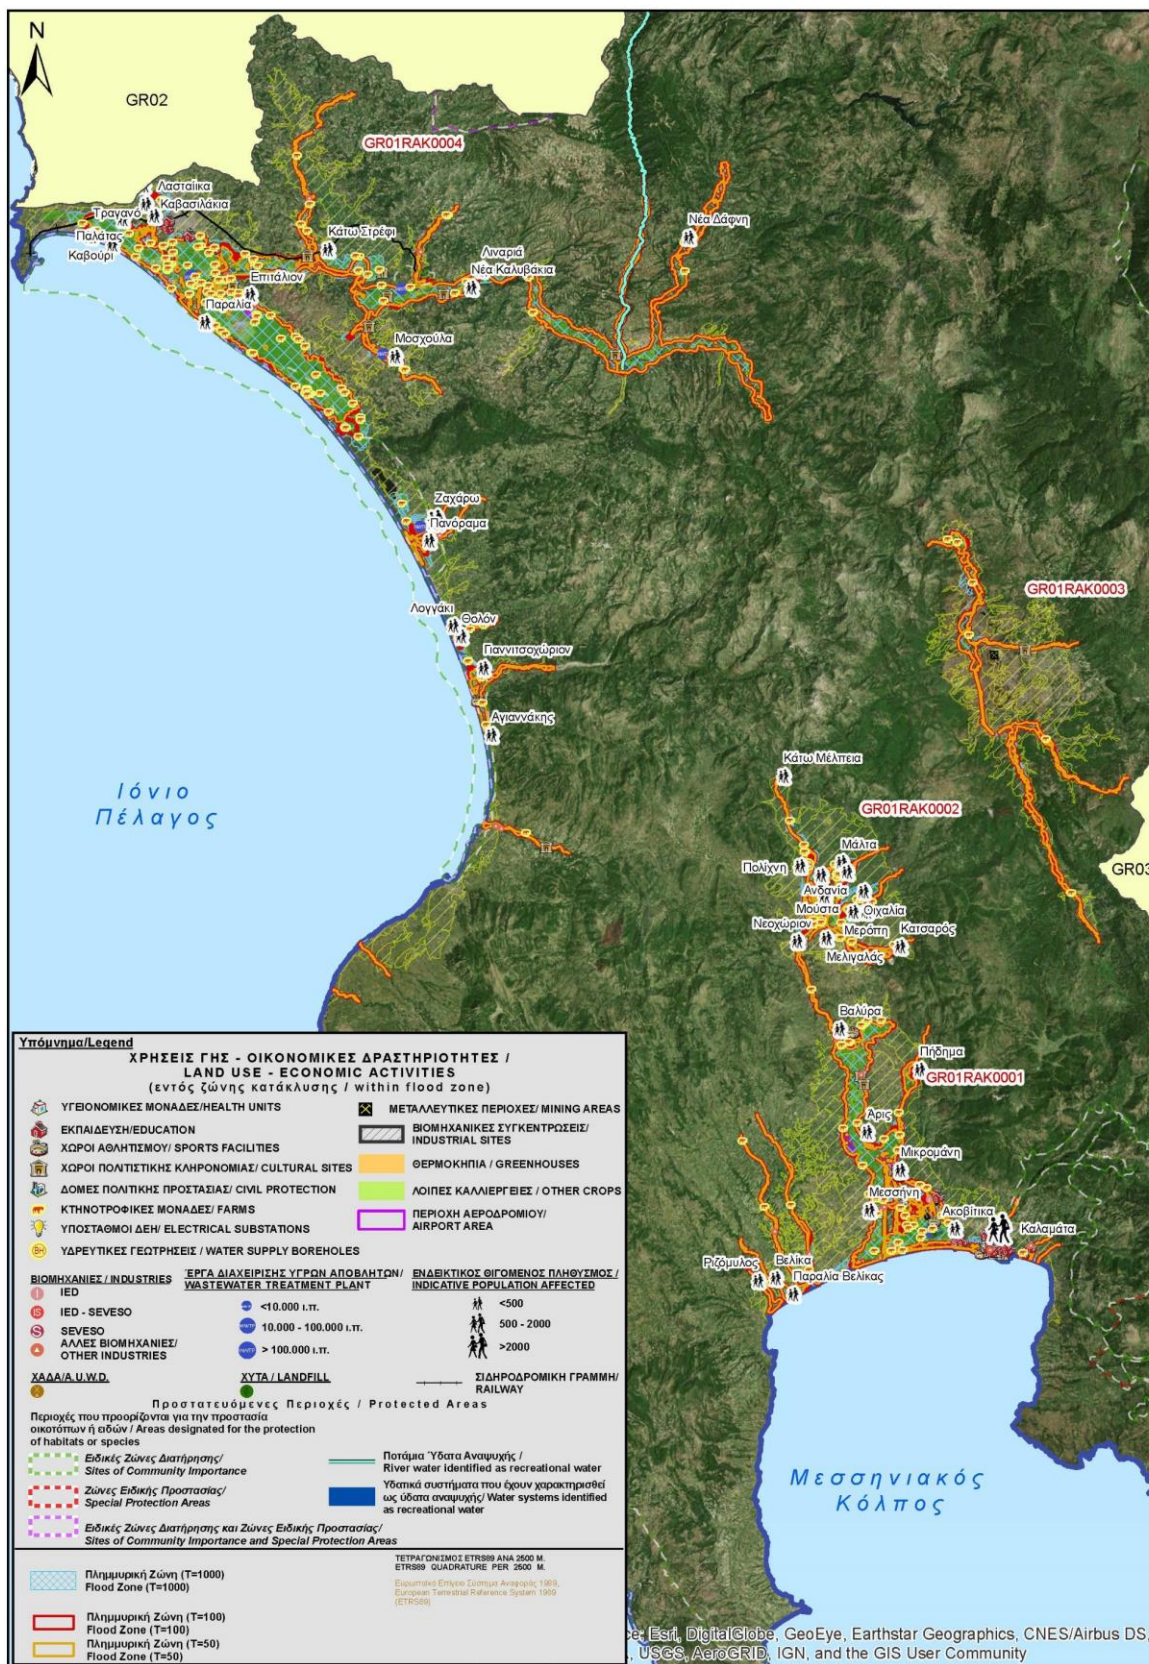 N
GR02
GR01RAK0004
Λασταίικα
Καβασιλάκια
Τραγανό
Παλάτας
Καβούρι
Κάτω Στρέφι
Λιναριά
Νέα Καλυβάκια
Νέα Δάφνη
Επιτάλιον
Παραλία
Μοσχούλα
Ζαχάρω
Πανόραμα
GR01RAK0003
Λογγάκι
Θολόν
Γιαννιτσοχώριον
Αγιαννάκης
Ιόνιο
Πέλαγος
Κάτω Μέλπεια
GR01RAK0002
Μάλτα
Πολίχνη
GR03
Ανδανία
Μούστα
Οιχαλία
Νεοχώριον
Μερόπη
Κατσαρός
Μελιγαλάς
Βαλύρα
Πήδημα
GR01RAK0001
Άρις
Μικρομάνη
Μεσσήνη
Ακοβίτικα
Καλαμάτα
Ριζόμυλος
Βελίκα
Παραλία Βελίκας
Μεσσηνιακός
Κόλπος
Υπόμνημα/Legend
ΧΡΗΣΕΙΣ ΓΗΣ - ΟΙΚΟΝΟΜΙΚΕΣ ΔΡΑΣΤΗΡΙΟΤΗΤΕΣ /
LAND USE - ECONOMIC ACTIVITIES
(εντός ζώνης κατάκλυσης / within flood zone)
ΥΓΕΙΟΝΟΜΙΚΕΣ ΜΟΝΑΔΕΣ/HEALTH UNITS
ΕΚΠΑΙΔΕΥΣΗ/EDUCATION
ΧΩΡΟΙ ΑΘΛΗΤΙΣΜΟΥ/ SPORTS FACILITIES
ΧΩΡΟΙ ΠΟΛΙΤΙΣΤΙΚΗΣ ΚΛΗΡΟΝΟΜΙΑΣ/ CULTURAL SITES
ΔΟΜΕΣ ΠΟΛΙΤΙΚΗΣ ΠΡΟΣΤΑΣΙΑΣ/ CIVIL PROTECTION
ΚΤΗΝΟΤΡΟΦΙΚΕΣ ΜΟΝΑΔΕΣ/ FARMS
ΥΠΟΣΤΑΘΜΟΙ ΔΕΗ/ ELECTRICAL SUBSTATIONS
ΥΔΡΕΥΤΙΚΕΣ ΓΕΩΤΡΗΣΕΙΣ / WATER SUPPLY BOREHOLES
ΜΕΤΑΛΛΕΥΤΙΚΕΣ ΠΕΡΙΟΧΕΣ/ MINING AREAS
ΒΙΟΜΗΧΑΝΙΚΕΣ ΣΥΓΚΕΝΤΡΩΣΕΙΣ/
INDUSTRIAL SITES
ΘΕΡΜΟΚΗΠΙΑ / GREENHOUSES
ΛΟΙΠΕΣ ΚΑΛΛΙΕΡΓΕΙΕΣ / OTHER CROPS
ΠΕΡΙΟΧΗ ΑΕΡΟΔΡΟΜΙΟΥ/
AIRPORT AREA
ΒΙΟΜΗΧΑΝΙΕΣ / INDUSTRIES
IED
IED - SEVESO
SEVESO
ΑΛΛΕΣ ΒΙΟΜΗΧΑΝΙΕΣ/
OTHER INDUSTRIES
ΈΡΓΑ ΔΙΑΧΕΙΡΙΣΗΣ ΥΓΡΩΝ ΑΠΟΒΛΗΤΩΝ/
WASTEWATER TREATMENT PLANT
<10.000 ι.π.
10.000 - 100.000 ι.π.
> 100.000 ι.π.
ΕΝΔΕΙΚΤΙΚΟΣ ΘΙΓΟΜΕΝΟΣ ΠΛΗΘΥΣΜΟΣ /
INDICATIVE POPULATION AFFECTED
<500
500 - 2000
>2000
ΧΑΔΑ/A.U.W.D.
ΧΥΤΑ / LANDFILL
ΣΙΔΗΡΟΔΡΟΜΙΚΗ ΓΡΑΜΜΗ/
RAILWAY
Προστατευόμενες Περιοχές / Protected Areas
Περιοχές που προορίζονται για την προστασία
οικοτόπων ή ειδών / Areas designated for the protection
of habitats or species
Ειδικές Ζώνες Διατήρησης/
Sites of Community Importance
Ζώνες Ειδικής Προστασίας/
Special Protection Areas
Ειδικές Ζώνες Διατήρησης και Ζώνες Ειδικής Προστασίας/
Sites of Community Importance and Special Protection Areas
Ποτάμια Ύδατα Αναψυχής /
River water identified as recreational water
Υδατικά συστήματα που έχουν χαρακτηρισθεί
ως ύδατα αναψυχής/ Water systems identified
as recreational water
Πλημμυρική Ζώνη (T=1000)
Flood Zone (T=1000)
Πλημμυρική Ζώνη (T=100)
Flood Zone (T=100)
Πλημμυρική Ζώνη (T=50)
Flood Zone (T=50)
ΤΕΤΡΑΓΩΝΙΣΜΟΣ ETRS89 ΑΝΑ 2500 Μ.
ETRS89 QUADRATURE PER 2500 M.
Ευρωπαϊκό Επίγειο Σύστημα Αναφοράς 1989,
European Terrestrial Reference System 1989
(ETRS89)
Esri, DigitalGlobe, GeoEye, Earthstar Geographics, CNES/Airbus DS,
USGS, AeroGRID, IGN, and the GIS User Community